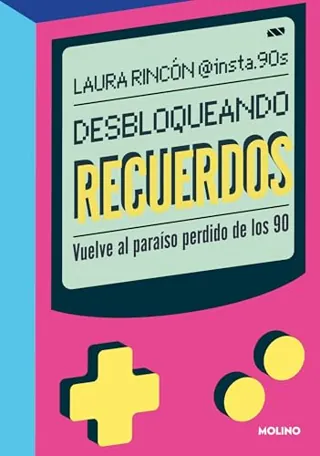 LAURA RINCÓN @insta.90s
DESBLOQUEANDO
RECUERDOS
Vuelve al paraíso perdido de los 90
MOLINO